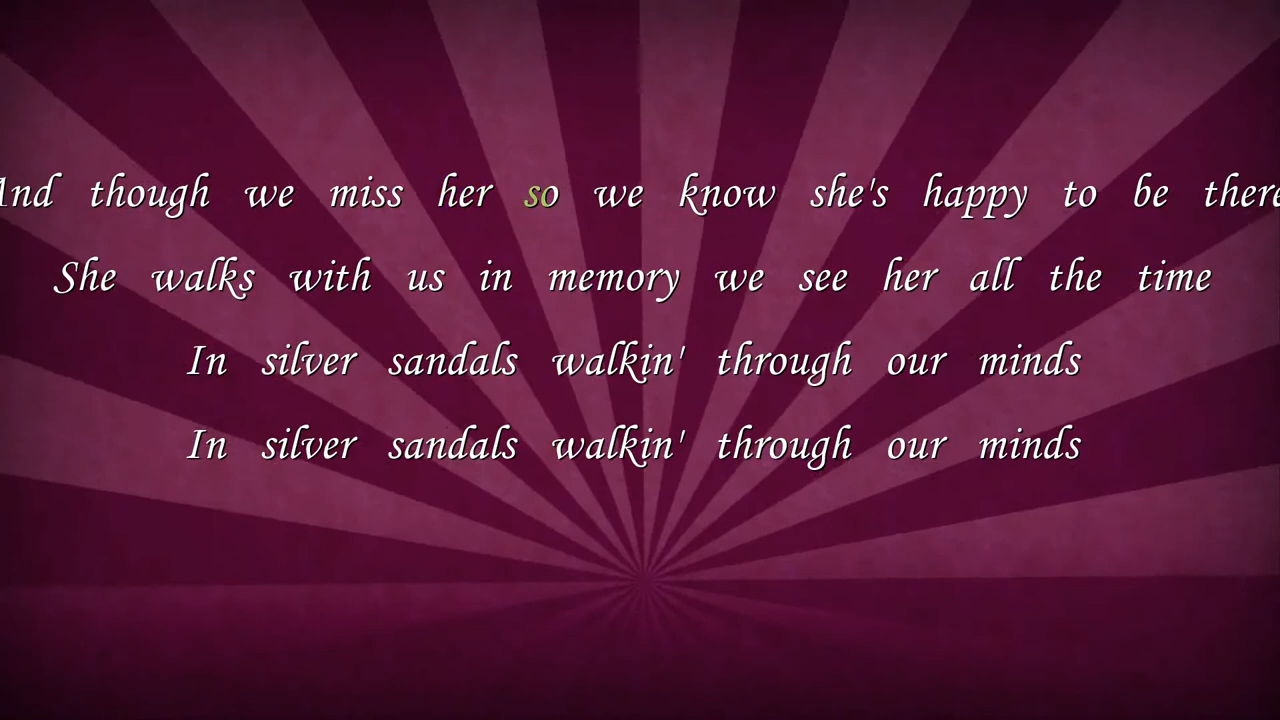 And though we miss her so we know she's happy to be there
She walks with us in memory we see her all the time
In silver sandals walkin' through our minds
In silver sandals walkin' through our minds